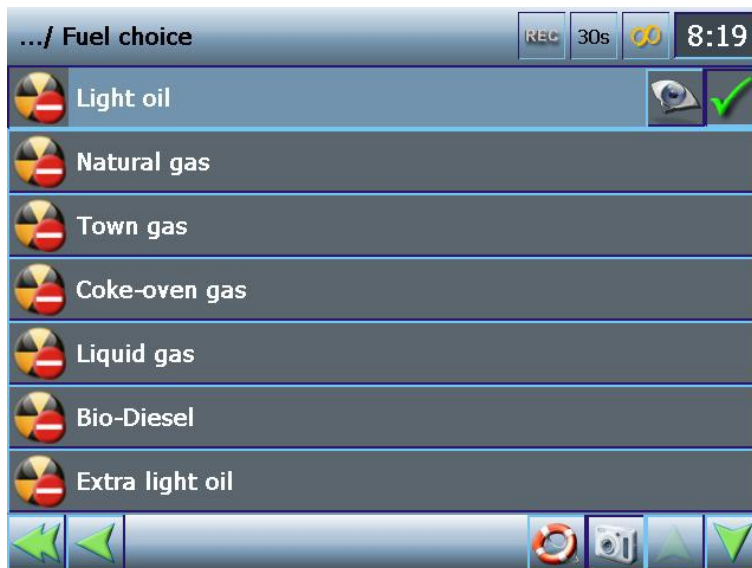 .../ Fuel choice REC 30s 8:19
Light oil
Natural gas
Town gas
Coke-oven gas
Liquid gas
Bio-Diesel
Extra light oil